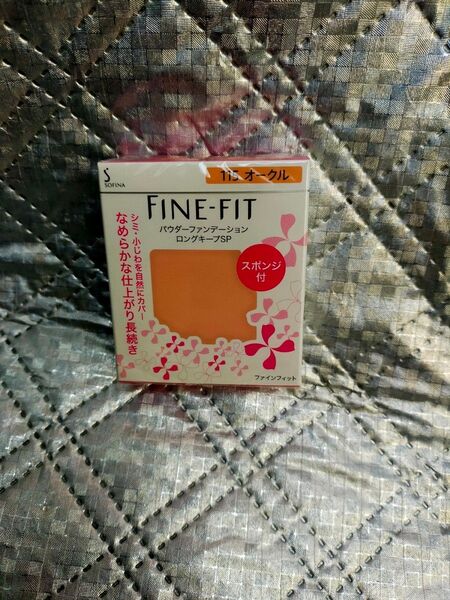 S
SOFINA
115 オークル
FINE-FIT
パウダーファンデーション
ロングキープSP
シミ・小じわを自然にカバー
なめらかな仕上がり長続き
スポンジ
付
ファインフィット